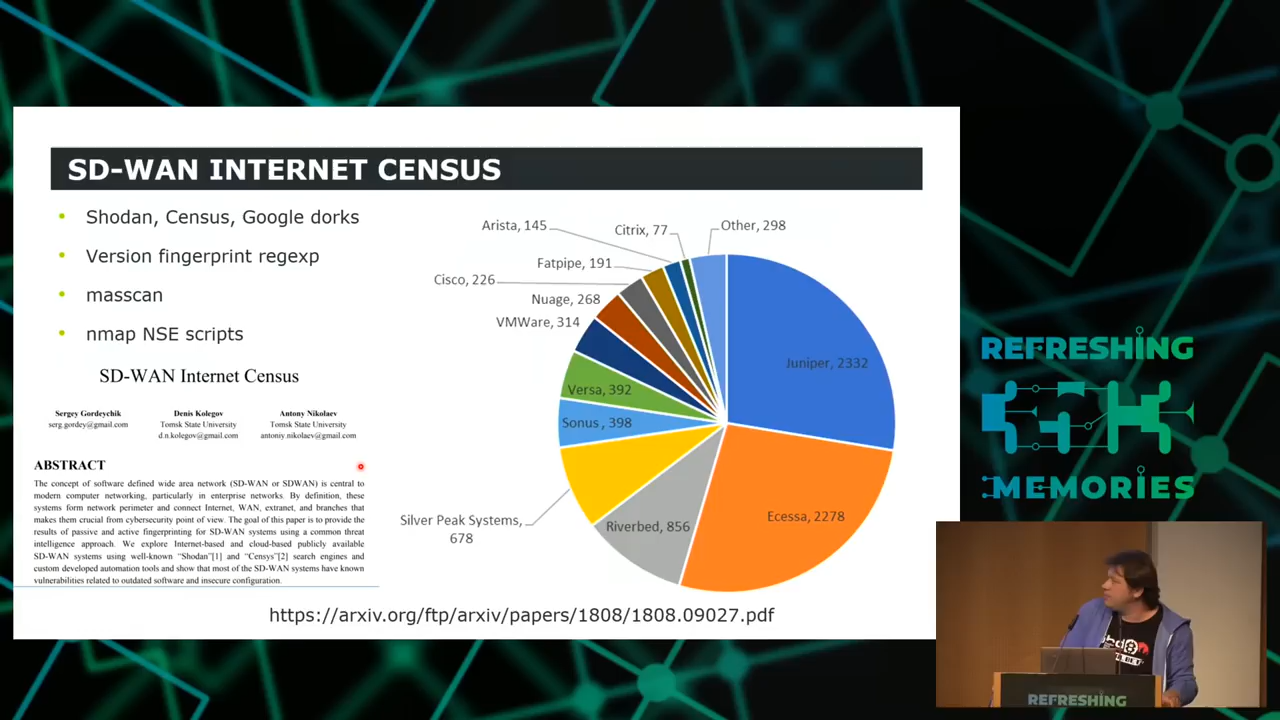 SD-WAN INTERNET CENSUS
• Shodan, Census, Google dorks
• Version fingerprint regexp
• masscan
• nmap NSE scripts
SD-WAN Internet Census
Sergey Gordeychik
serg.gordey@gmail.com
Denis Kolegov
Tomsk State University
d.n.kolegov@gmail.com
Antony Nikolaev
Tomsk State University
antoniy.nikolaev@gmail.com
ABSTRACT
The concept of software defined wide area network (SD-WAN or SDWAN) is central to
modern computer networking, particularly in enterprise networks. By definition, these
systems form network perimeter and connect Internet, WAN, extranet, and branches that
makes them crucial from cybersecurity point of view. The goal of this paper is to provide the
results of passive and active fingerprinting for SD-WAN systems using a common threat
intelligence approach. We explore Internet-based and cloud-based publicly available
SD-WAN systems using well-known “Shodan”[1] and “Censys”[2] search engines and
custom developed automation tools and show that most of the SD-WAN systems have known
vulnerabilities related to outdated software and insecure configuration.
Arista, 145
Citrix, 77
Other, 298
Fatpipe, 191
Cisco, 226
Nuage, 268
VMWare, 314
Juniper, 2332
Versa, 392
Sonus , 398
Silver Peak Systems,
678
Riverbed, 856
Ecessa, 2278
https://arxiv.org/ftp/arxiv/papers/1808/1808.09027.pdf
REFRESHING
MEMORIES
REFRESHING